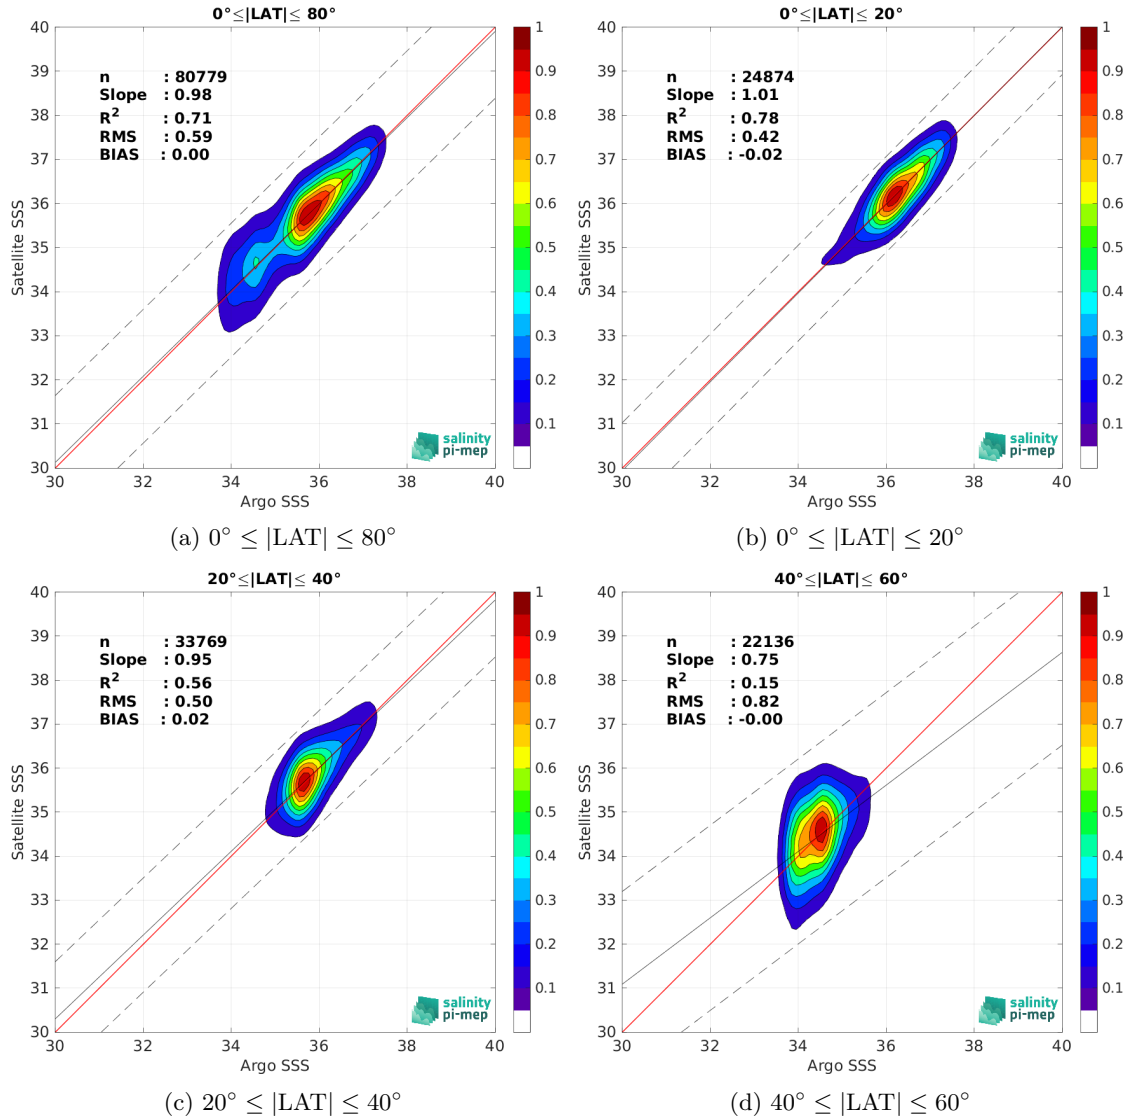 0°≤|LAT|≤ 80°
n : 80779
Slope : 0.98
R² : 0.71
RMS : 0.59
BIAS : 0.00
Satellite SSS
40
39
38
37
36
35
34
33
32
31
30
30 32 34 36 38 40
Argo SSS
1
0.9
0.8
0.7
0.6
0.5
0.4
0.3
0.2
0.1
salinity
pi-mep
(a) 0° ≤ |LAT| ≤ 80°
0°≤|LAT|≤ 20°
n : 24874
Slope : 1.01
R² : 0.78
RMS : 0.42
BIAS : -0.02
Satellite SSS
40
39
38
37
36
35
34
33
32
31
30
30 32 34 36 38 40
Argo SSS
1
0.9
0.8
0.7
0.6
0.5
0.4
0.3
0.2
0.1
salinity
pi-mep
(b) 0° ≤ |LAT| ≤ 20°
20°≤|LAT|≤ 40°
n : 33769
Slope : 0.95
R² : 0.56
RMS : 0.50
BIAS : 0.02
Satellite SSS
40
39
38
37
36
35
34
33
32
31
30
30 32 34 36 38 40
Argo SSS
1
0.9
0.8
0.7
0.6
0.5
0.4
0.3
0.2
0.1
salinity
pi-mep
(c) 20° ≤ |LAT| ≤ 40°
40°≤|LAT|≤ 60°
n : 22136
Slope : 0.75
R² : 0.15
RMS : 0.82
BIAS : -0.00
Satellite SSS
40
39
38
37
36
35
34
33
32
31
30
30 32 34 36 38 40
Argo SSS
1
0.9
0.8
0.7
0.6
0.5
0.4
0.3
0.2
0.1
salinity
pi-mep
(d) 40° ≤ |LAT| ≤ 60°